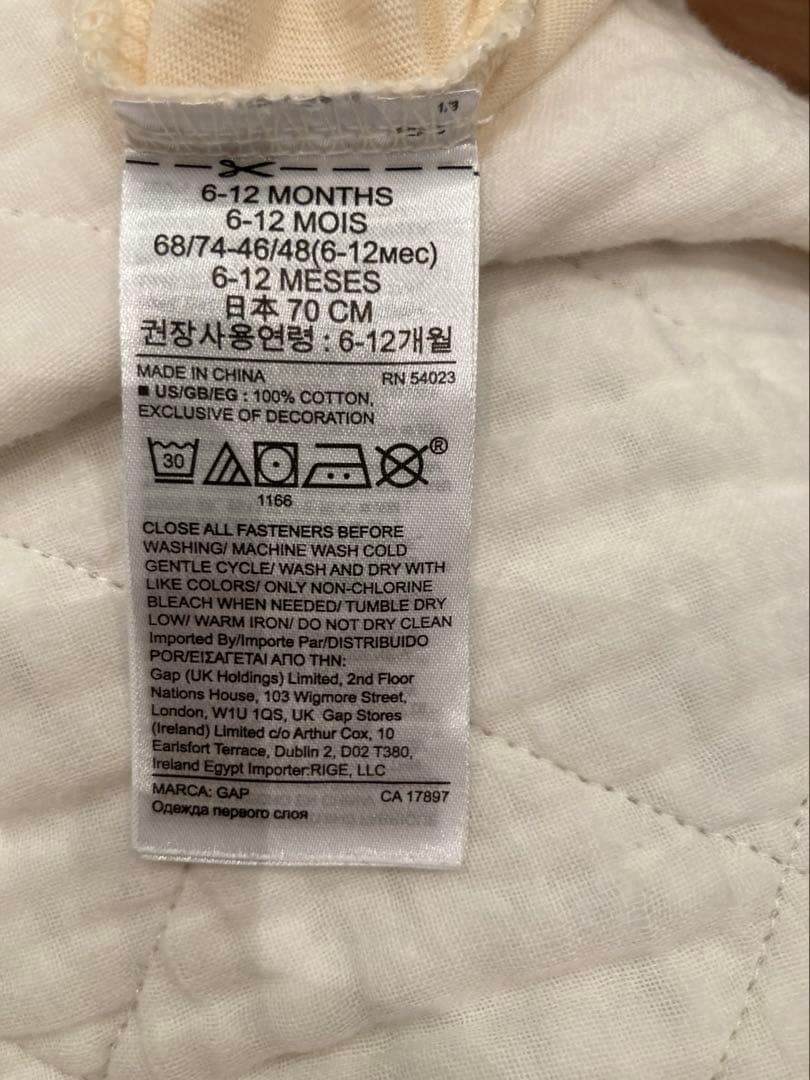 6-12 MONTHS
6-12 MOIS
68/74-46/48(6-12мес)
6-12 MESES
日本 70 CM
권장사용연령 : 6-12개월
MADE IN CHINA RN 54023
■ US/GB/EG : 100% COTTON,
EXCLUSIVE OF DECORATION
30 ®
1166
CLOSE ALL FASTENERS BEFORE
WASHING/ MACHINE WASH COLD
GENTLE CYCLE/ WASH AND DRY WITH
LIKE COLORS/ ONLY NON-CHLORINE
BLEACH WHEN NEEDED/ TUMBLE DRY
LOW/ WARM IRON/ DO NOT DRY CLEAN
Imported By/Importe Par/DISTRIBUIDO
POR/ΕΙΣΑΓΕΤΑΙ ΑΠΟ ΤΗΝ:
Gap (UK Holdings) Limited, 2nd Floor
Nations House, 103 Wigmore Street,
London, W1U 1QS, UK Gap Stores
(Ireland) Limited c/o Arthur Cox, 10
Earlsfort Terrace, Dublin 2, D02 T380,
Ireland Egypt Importer:RIGE, LLC
MARCA: GAP CA 17897
Одежда первого слоя